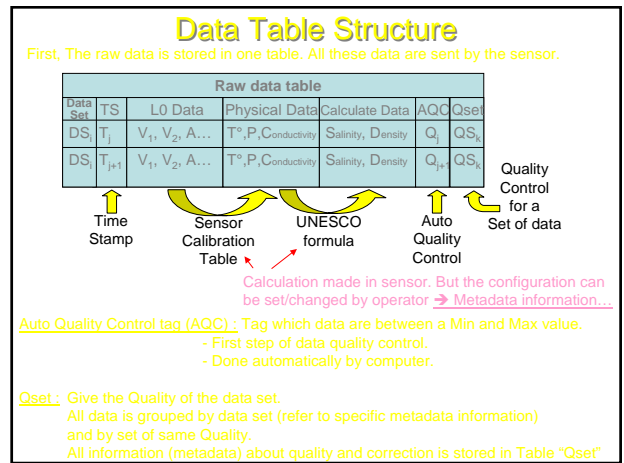 Data Table Structure
First, The raw data is stored in one table. All these data are sent by the sensor.
Raw data table
Data Set TS L0 Data Physical Data Calculate Data AQC Qset
DSi Tj V1, V2, A… T°,P,Conductivity Salinity, Density Qj QSk
DSi Tj+1 V1, V2, A… T°,P,Conductivity Salinity, Density Qj+1 QSk
Time
Stamp
Sensor
Calibration
Table
UNESCO
formula
Auto
Quality
Control
Quality
Control
for a
Set of data
Calculation made in sensor. But the configuration can
be set/changed by operator ➔ Metadata information…
Auto Quality Control tag (AQC) : Tag which data are between a Min and Max value.
- First step of data quality control.
- Done automatically by computer.
Qset : Give the Quality of the data set.
All data is grouped by data set (refer to specific metadata information)
and by set of same Quality.
All information (metadata) about quality and correction is stored in Table "Qset"